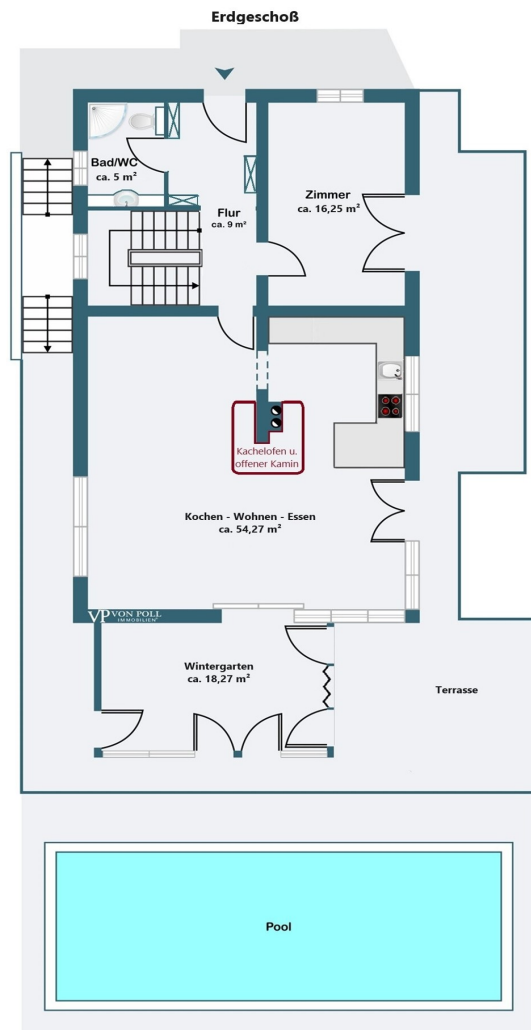 Erdgeschoß
Bad/WC
ca. 5 m²
Flur
ca. 9 m²
Zimmer
ca. 16,25 m²
Kachelofen u.
offener Kamin
Kochen - Wohnen - Essen
ca. 54,27 m²
VP VON POLL
IMMOBILIEN®
Wintergarten
ca. 18,27 m²
Terrasse
Pool